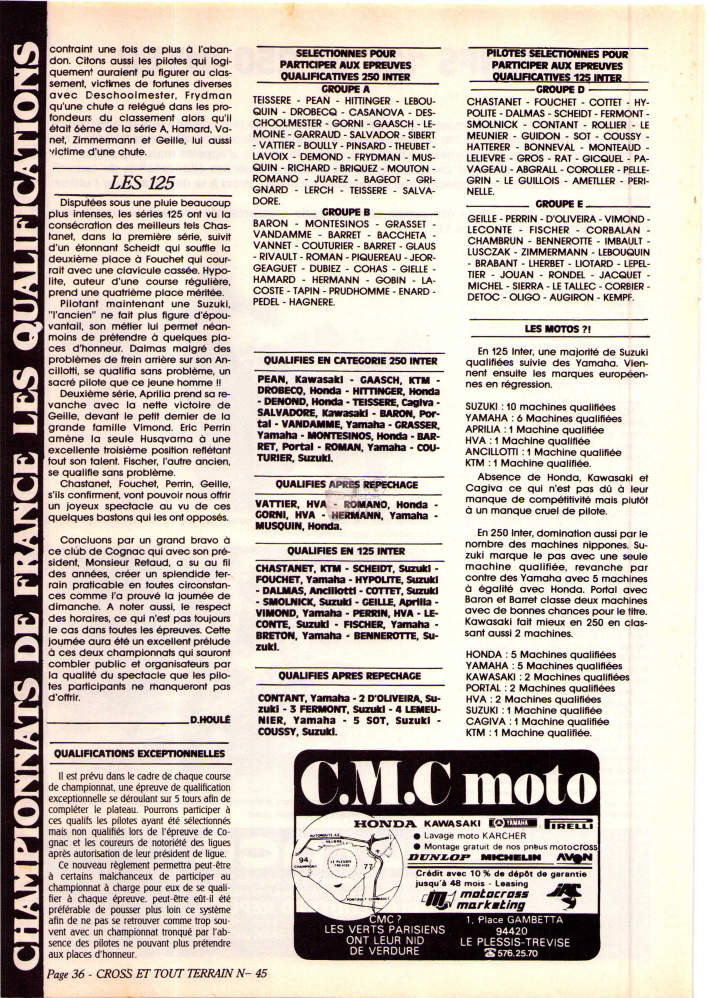 CHAMPIONNATS DE FRANCE LES QUALIFICATIONS
contraint une fois de plus à l'aban-
don. Citons aussi les pilotes qui logi-
quement auraient pu figurer au clas-
sement, victimes de fortunes diverses
avec Deschoolmester, Frydman
qu'une chute a relégué dans les pro-
fondeurs du classement alors qu'il
était 6éme de la série A, Hamard, Va-
net, Zimmermann et Geille, lui aussi
victime d'une chute.
LES 125
Disputées sous une pluie beaucoup
plus intenses, les séries 125 ont vu la
consécration des meilleurs tels Chas-
tanet, dans la première série, suivit
d'un étonnant Scheidt qui souffle la
deuxième place à Fouchet qui cour-
rait avec une clavicule cassée. Hypo-
lite, auteur d'une course régulière,
prend une quatrième place méritée.
Pilotant maintenant une Suzuki,
"l'ancien" ne fait plus figure d'épou-
vantail, son métier lui permet néan-
moins de prétendre à quelques pla-
ces d'honneur. Dalmas malgré des
problèmes de frein arrière sur son An-
cillotti, se qualifia sans problème, un
sacré pilote que ce jeune homme !!
Deuxième série, Aprilia prend sa re-
vanche avec la nette victoire de
Geille, devant le petit dernier de la
grande famille Vimond. Eric Perrin
amène la seule Husqvarna à une
excellente troisième position reflétant
tout son talent. Fischer, l'autre ancien,
se qualifie sans problème.
Chastanet, Fouchet, Perrin, Geille,
s'ils confirment, vont pouvoir nous offrir
un joyeux spectacle au vu de ces
quelques bastons qui les ont opposés.
Concluons par un grand bravo à
ce club de Cognac qui avec son pré-
sident, Monsieur Retaud, a su au fil
des années, créer un splendide ter-
rain praticable en toutes circonstan-
ces comme l'a prouvé la journée de
dimanche. A noter aussi, le respect
des horaires, ce qui n'est pas toujours
le cas dans toutes les épreuves. Cette
journée aura été un excellent prélude
à ces deux championnats qui sauront
combler public et organisateurs par
la qualité du spectacle que les pilo-
tes participants ne manqueront pas
d'offrir.
D.HOULÉ
QUALIFICATIONS EXCEPTIONNELLES
Il est prévu dans le cadre de chaque course
de championnat, une épreuve de qualification
exceptionnelle se déroulant sur 5 tours afin de
compléter le plateau. Pourrons participer à
ces qualifs les pilotes ayant été sélectionnés
mais non qualifiés lors de l'épreuve de Co-
gnac et les coureurs de notoriété des ligues
après autorisation de leur président de ligue.
Ce nouveau règlement permettra peut-être
à certains malchanceux de participer au
championnat à charge pour eux de se quali-
fier à chaque épreuve. peut-être eût-il été
préférable de pousser plus loin ce système
afin de ne pas se retrouver comme trop sou-
vent avec un championnat tronqué par l'ab-
sence des pilotes ne pouvant plus prétendre
aux places d'honneur.
SELECTIONNES POUR
PARTICIPER AUX EPREUVES
QUALIFICATIVES 250 INTER
GROUPE A
TEISSERE - PEAN - HITTINGER - LEBOU-
QUIN - DROBECQ - CASANOVA - DES-
CHOOLMESTER - GORNI - GAASCH - LE-
MOINE - GARRAUD - SALVADOR - SIBERT
- VATTIER - BOULLY - PINSARD - THEUBET -
LAVOIX - DEMOND - FRYDMAN - MUS-
QUIN - RICHARD - BRIQUEZ - MOUTON -
ROMANO - JUAREZ - BAGEOT - GRI-
GNARD - LERCH - TEISSERE - SALVA-
DORE.
GROUPE B
BARON - MONTESINOS - GRASSET -
VANDAMME - BARRET - BACCHETA -
VANNET - COUTURIER - BARRET - GLAUS
- RIVAULT - ROMAN - PIQUEREAU - JEOR-
GEAGUET - DUBIEZ - COHAS - GIELLE -
HAMARD - HERMANN - GOBIN - LA-
COSTE - TAPIN - PRUDHOMME - ENARD -
PEDEL - HAGNERE.
QUALIFIES EN CATEGORIE 250 INTER
PEAN, Kawasaki - GAASCH, KTM -
DROBECQ, Honda - HITTINGER, Honda
- DENOND, Honda - TEISSERE, Cagiva -
SALVADORE, Kawasaki - BARON, Por-
tal - VANDAMME, Yamaha - GRASSER,
Yamaha - MONTESINOS, Honda - BAR-
RET, Portal - ROMAN, Yamaha - COU-
TURIER, Suzuki.
QUALIFIES APRES REPECHAGE
VATTIER, HVA - ROMANO, Honda -
GORNI, HVA - HERMANN, Yamaha -
MUSQUIN, Honda.
QUALIFIES EN 125 INTER
CHASTANET, KTM - SCHEIDT, Suzuki -
FOUCHET, Yamaha - HYPOLITE, Suzuki
- DALMAS, Ancillotti - COTTET, Suzuki
- SMOLNICK, Suzuki - GEILLE, Aprilia -
VIMOND, Yamaha - PERRIN, HVA - LE-
CONTE, Suzuki - FISCHER, Yamaha -
BRETON, Yamaha - BENNEROTTE, Su-
zuki.
QUALIFIES APRES REPECHAGE
CONTANT, Yamaha - 2 D'OLIVEIRA, Su-
zuki - 3 FERMONT, Suzuki - 4 LEMEU-
NIER, Yamaha - 5 SOT, Suzuki -
COUSSY, Suzuki.
PILOTES SELECTIONNES POUR
PARTICIPER AUX EPREUVES
QUALIFICATIVES 125 INTER
GROUPE D
CHASTANET - FOUCHET - COTTET - HY-
POLITE - DALMAS - SCHEIDT - FERMONT -
SMOLNICK - CONTANT - ROLLIER - LE
MEUNIER - GUIDON - SOT - COUSSY -
HATTERER - BONNEVAL - MONTEAUD -
LELIEVRE - GROS - RAT - GICQUEL - PA-
VAGEAU - ABGRALL - COROLLER - PELLE-
GRIN - LE GUILLOIS - AMETLLER - PERI-
NELLE.
GROUPE E
GEILLE - PERRIN - D'OLIVEIRA - VIMOND -
LECONTE - FISCHER - CORBALAN -
CHAMBRUN - BENNEROTTE - IMBAULT -
LUSCZAK - ZIMMERMANN - LEBOUQUIN
- BRABANT - LHERBET - LIOTARD - LEPEL-
TIER - JOUAN - RONDEL - JACQUET -
MICHEL - SIERRA - LE TALLEC - CORBIER -
DETOC - OLIGO - AUGIRON - KEMPF.
LES MOTOS ?!
En 125 Inter, une majorité de Suzuki
qualifiées suivie des Yamaha. Vien-
nent ensuite les marques européen-
nes en régression.
SUZUKI : 10 machines qualifiées
YAMAHA : 6 Machines qualifiées
APRILIA : 1 Machine qualifiée
HVA : 1 Machine qualifiée
ANCILLOTTI : 1 Machine qualifiée
KTM : 1 Machine qualifiée.
Absence de Honda, Kawasaki et
Cagiva ce qui n'est pas dû à leur
manque de compétitivité mais plutôt
à un manque cruel de pilote.
En 250 Inter, domination aussi par le
nombre des machines nippones. Su-
zuki marque le pas avec une seule
machine qualifiée, revanche par
contre des Yamaha avec 5 machines
à égalité avec Honda. Portal avec
Baron et Barret classe deux machines
avec de bonnes chances pour le titre.
Kawasaki fait mieux en 250 en clas-
sant aussi 2 machines.
HONDA : 5 Machines qualifiées
YAMAHA : 5 Machines qualifiées
KAWASAKI : 2 Machines qualifiées
PORTAL : 2 Machines qualifiées
HVA : 2 Machines qualifiées
SUZUKI : 1 Machine qualifiée
CAGIVA : 1 Machine qualifiée
KTM : 1 Machine qualifiée.
C.M.C moto
HONDA KAWASAKI YAMAHA PIRELLI
● Lavage moto KARCHER
● Montage gratuit de nos pneus motocross
DUNLOP MICHELIN AVON
Crédit avec 10 % de dépôt de garantie
jusqu'à 48 mois - Leasing
motocross
marketing
AUTOROUTE A4
VILLIERS
94
CHAMPIGNY
LE PLESSIS
TREVISE
77
CMC ?
LES VERTS PARISIENS
ONT LEUR NID
DE VERDURE
1, Place GAMBETTA
94420
LE PLESSIS-TREVISE
☎ 576.25.70
Page 36 - CROSS ET TOUT TERRAIN N– 45